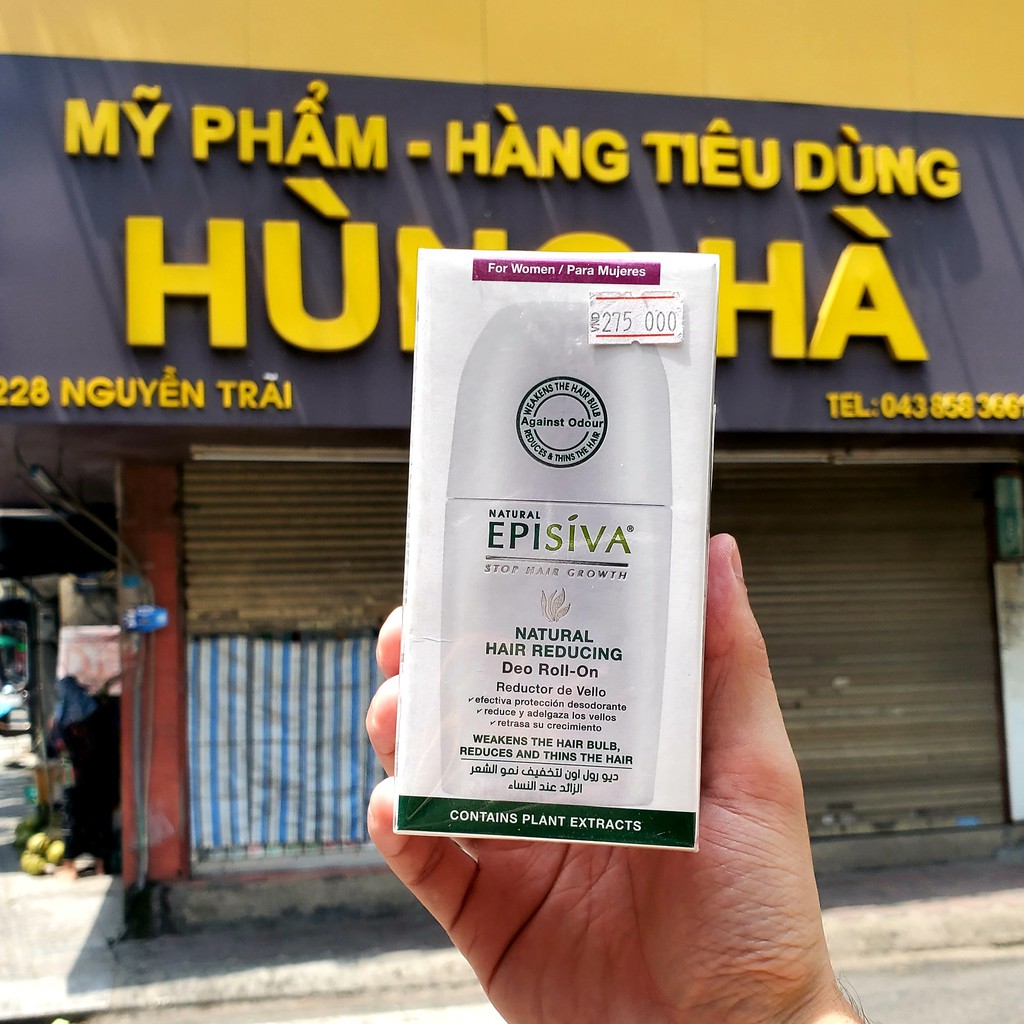 MỸ PHẨM - HÀNG TIÊU DÙNG
HÙNG HÀ
228 NGUYỄN TRÃI
TEL: 043 858 3661
For Women / Para Mujeres
VND 275 000
WEAKENS THE HAIR BULB
Against Odour
REDUCES & THINS THE HAIR
NATURAL
EPISIVA®
STOP HAIR GROWTH
NATURAL
HAIR REDUCING
Deo Roll-On
Reductor de Vello
✓ efectiva protección desodorante
✓ reduce y adelgaza los vellos
✓ retrasa su crecimiento
WEAKENS THE HAIR BULB,
REDUCES AND THINS THE HAIR
ديو رول اون لتخفيف نمو الشعر
الزائد عند النساء
CONTAINS PLANT EXTRACTS